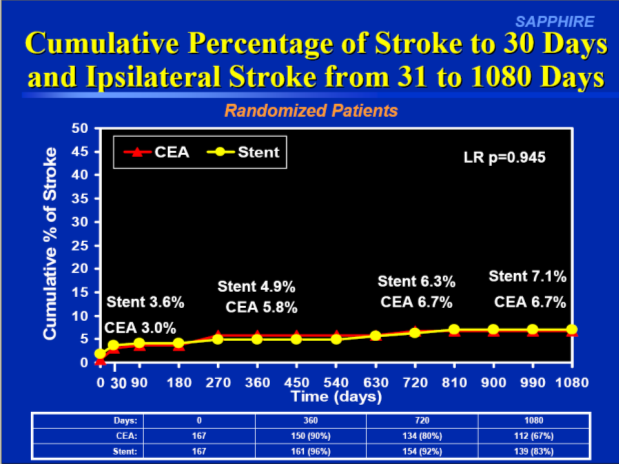 SAPPHIRE
Cumulative Percentage of Stroke to 30 Days
and Ipsilateral Stroke from 31 to 1080 Days
Randomized Patients
Cumulative % of Stroke
50
45
40
35
30
25
20
15
10
5
0
CEA Stent
LR p=0.945
Stent 3.6%
CEA 3.0%
Stent 4.9%
CEA 5.8%
Stent 6.3%
CEA 6.7%
Stent 7.1%
CEA 6.7%
0 30 90 180 270 360 450 540 630 720 810 900 990 1080
Time (days)
Days: 0 360 720 1080
CEA: 167 150 (90%) 134 (80%) 112 (67%)
Stent: 167 161 (96%) 154 (92%) 139 (83%)